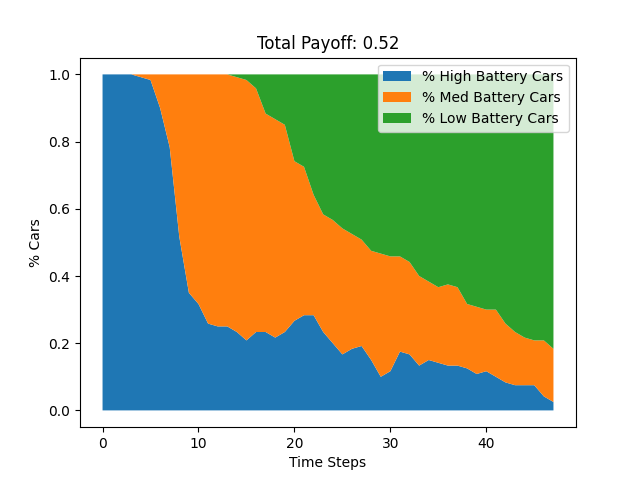 Total Payoff: 0.52
% High Battery Cars
% Med Battery Cars
% Low Battery Cars
1.0
0.8
0.6
0.4
0.2
0.0
% Cars
0
10
20
30
40
Time Steps